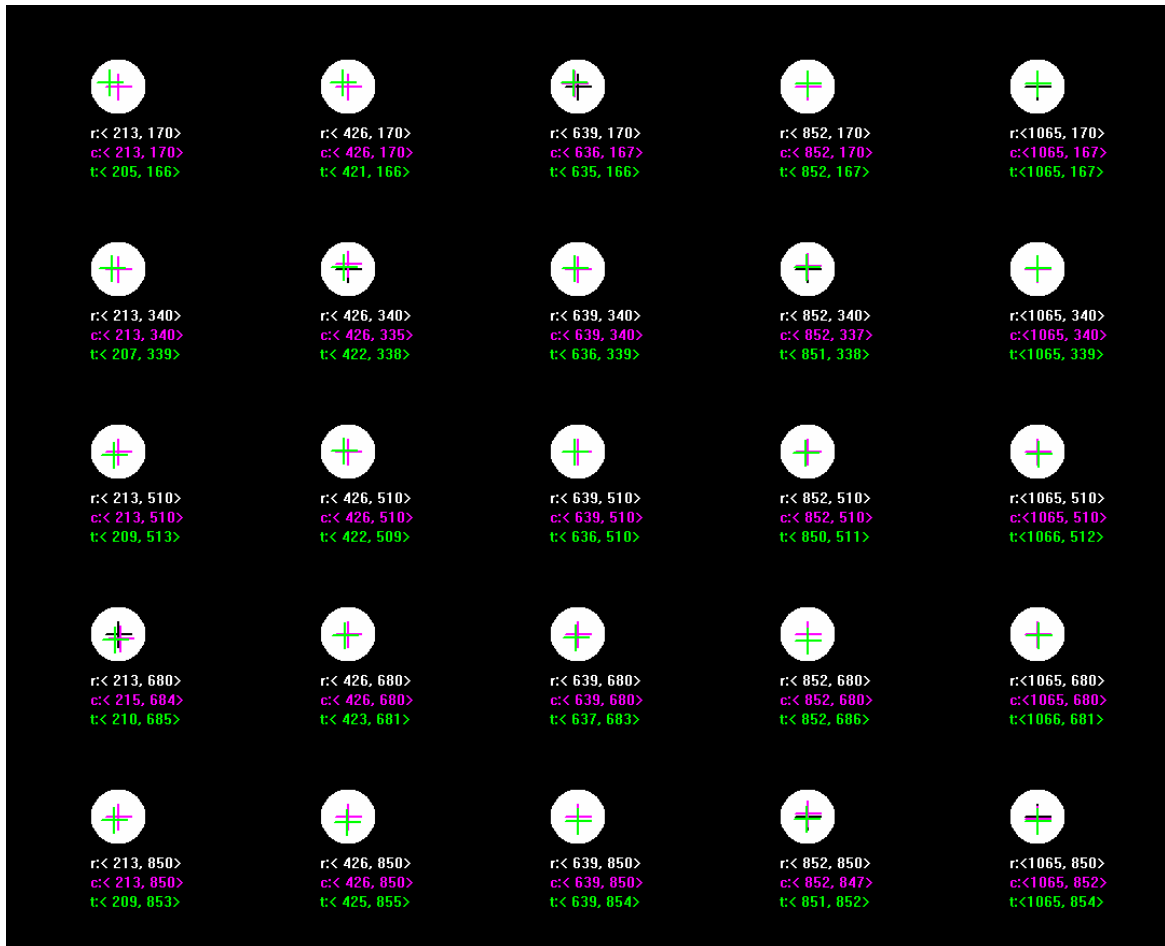 r:< 213, 170>
c:< 213, 170>
t:< 205, 166>
r:< 426, 170>
c:< 426, 170>
t:< 421, 166>
r:< 639, 170>
c:< 636, 167>
t:< 635, 166>
r:< 852, 170>
c:< 852, 170>
t:< 852, 167>
r:<1065, 170>
c:<1065, 167>
t:<1065, 167>
r:< 213, 340>
c:< 213, 340>
t:< 207, 339>
r:< 426, 340>
c:< 426, 335>
t:< 422, 338>
r:< 639, 340>
c:< 639, 340>
t:< 636, 339>
r:< 852, 340>
c:< 852, 337>
t:< 851, 338>
r:<1065, 340>
c:<1065, 340>
t:<1065, 339>
r:< 213, 510>
c:< 213, 510>
t:< 209, 513>
r:< 426, 510>
c:< 426, 510>
t:< 422, 509>
r:< 639, 510>
c:< 639, 510>
t:< 636, 510>
r:< 852, 510>
c:< 852, 510>
t:< 850, 511>
r:<1065, 510>
c:<1065, 510>
t:<1066, 512>
r:< 213, 680>
c:< 215, 684>
t:< 210, 685>
r:< 426, 680>
c:< 426, 680>
t:< 423, 681>
r:< 639, 680>
c:< 639, 680>
t:< 637, 683>
r:< 852, 680>
c:< 852, 680>
t:< 852, 686>
r:<1065, 680>
c:<1065, 680>
t:<1066, 681>
r:< 213, 850>
c:< 213, 850>
t:< 209, 853>
r:< 426, 850>
c:< 426, 850>
t:< 425, 855>
r:< 639, 850>
c:< 639, 850>
t:< 639, 854>
r:< 852, 850>
c:< 852, 847>
t:< 851, 852>
r:<1065, 850>
c:<1065, 852>
t:<1065, 854>